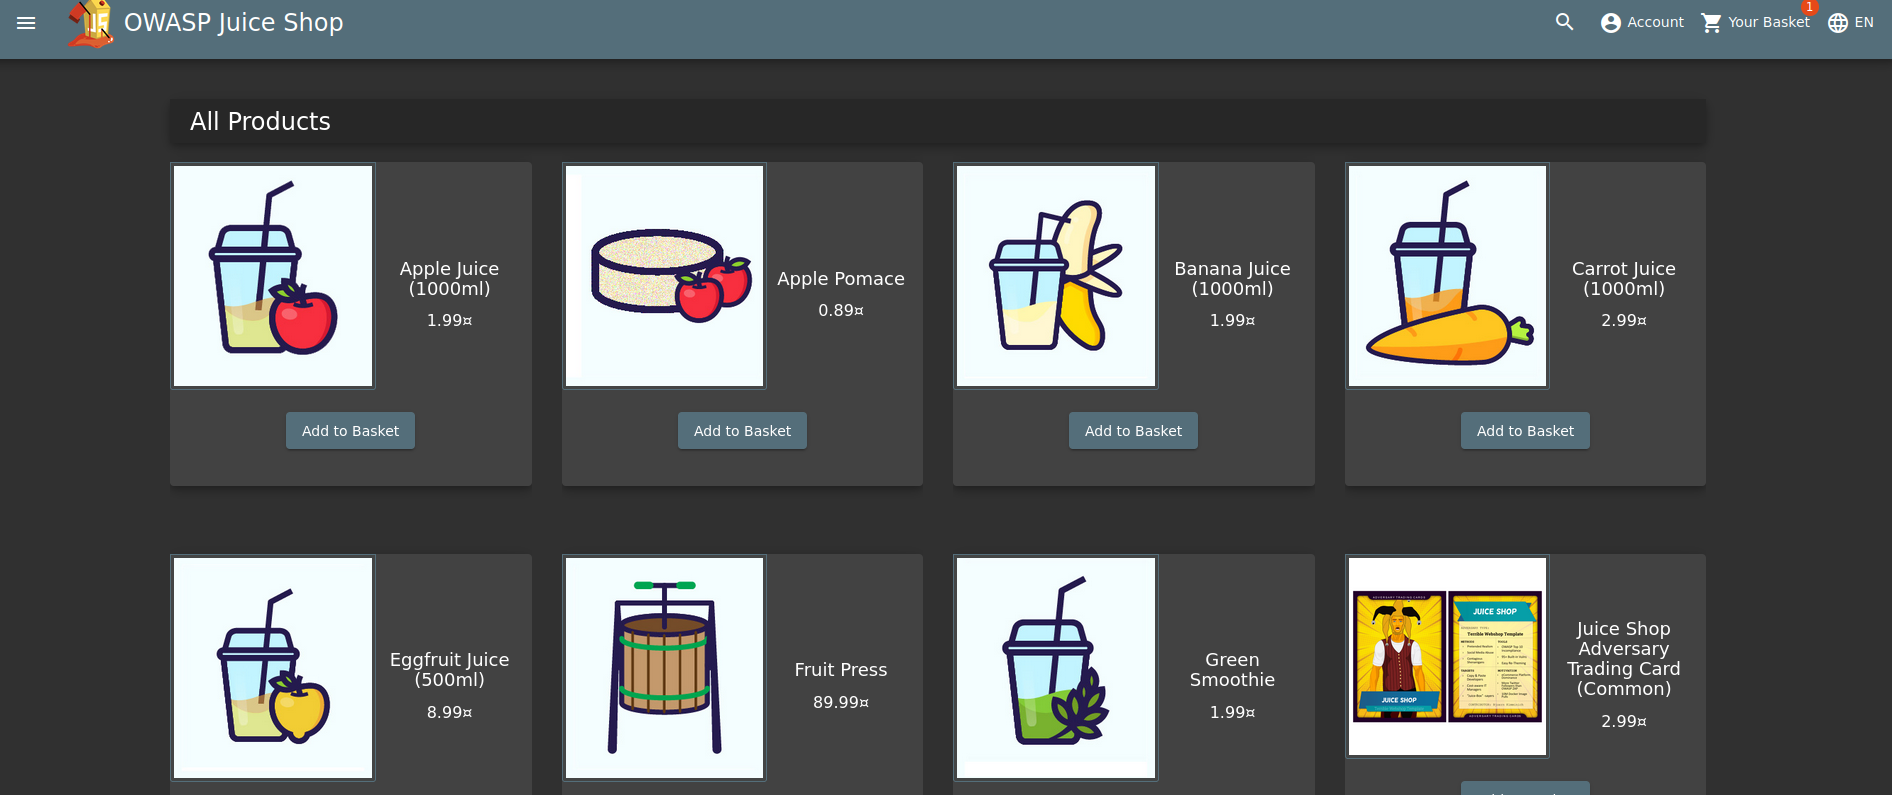 OWASP Juice Shop
Account
Your Basket
1
EN
All Products
Apple Juice
(1000ml)
1.99¤
Add to Basket
Apple Pomace
0.89¤
Add to Basket
Banana Juice
(1000ml)
1.99¤
Add to Basket
Carrot Juice
(1000ml)
2.99¤
Add to Basket
Eggfruit Juice
(500ml)
8.99¤
Fruit Press
89.99¤
Green
Smoothie
1.99¤
JUICE SHOP
JUICE SHOP
Terrible Webshop Template
Juice Shop
Adversary
Trading Card
(Common)
2.99¤